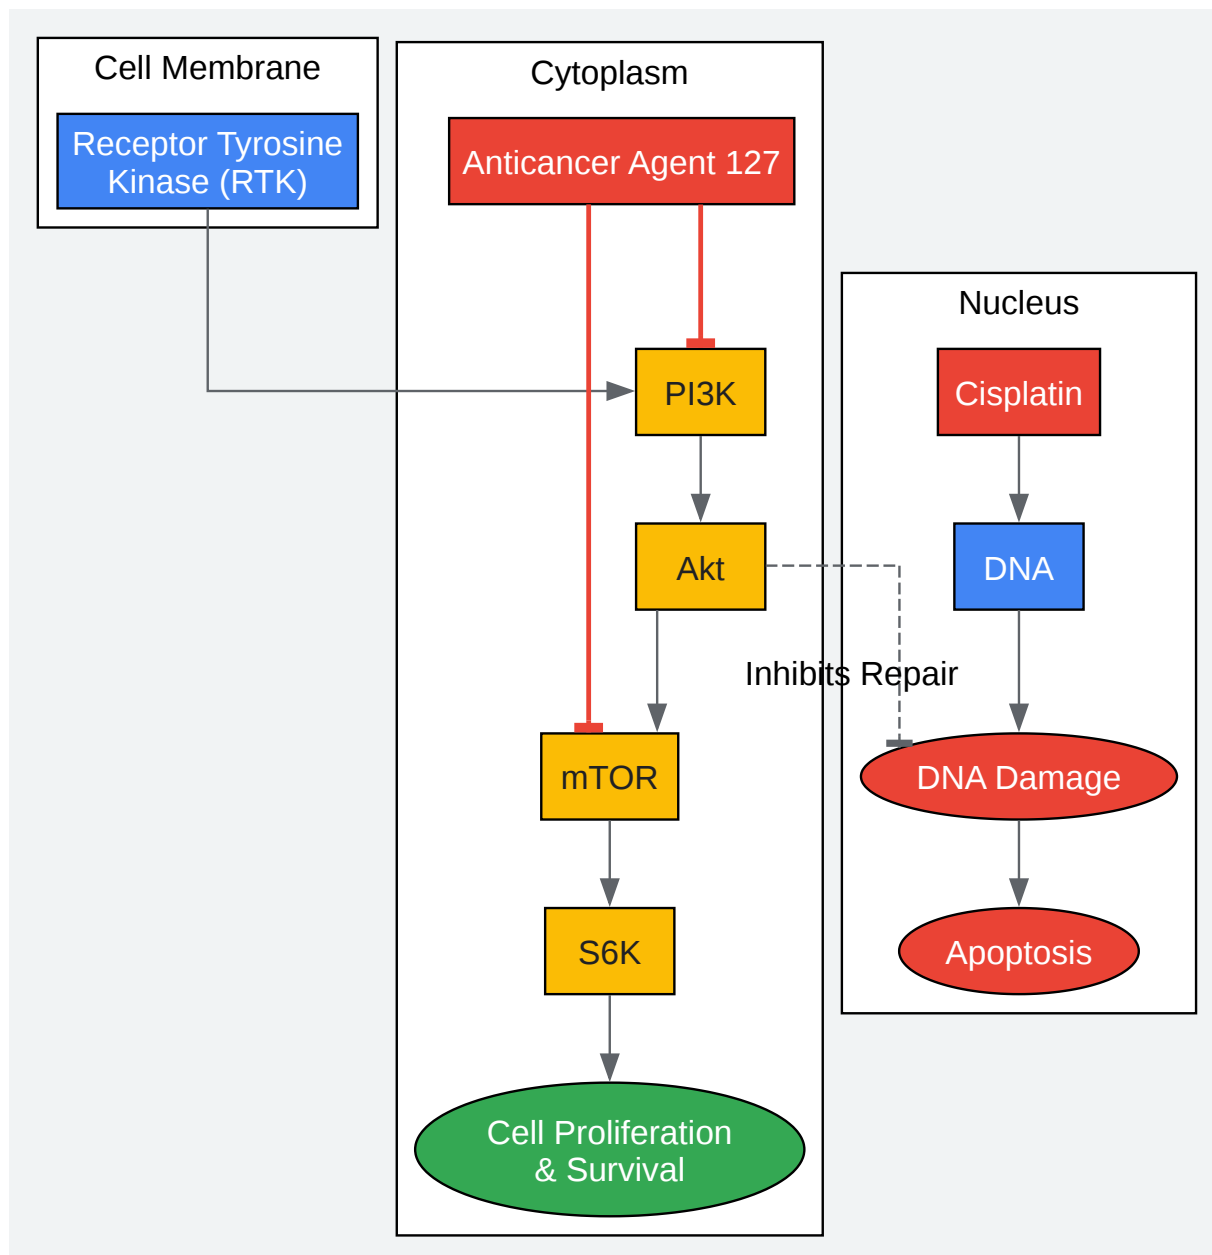 Cell Membrane
Receptor Tyrosine
Kinase (RTK)
Cytoplasm
Anticancer Agent 127
PI3K
Akt
Inhibits Repair
mTOR
S6K
Cell Proliferation
& Survival
Nucleus
Cisplatin
DNA
DNA Damage
Apoptosis